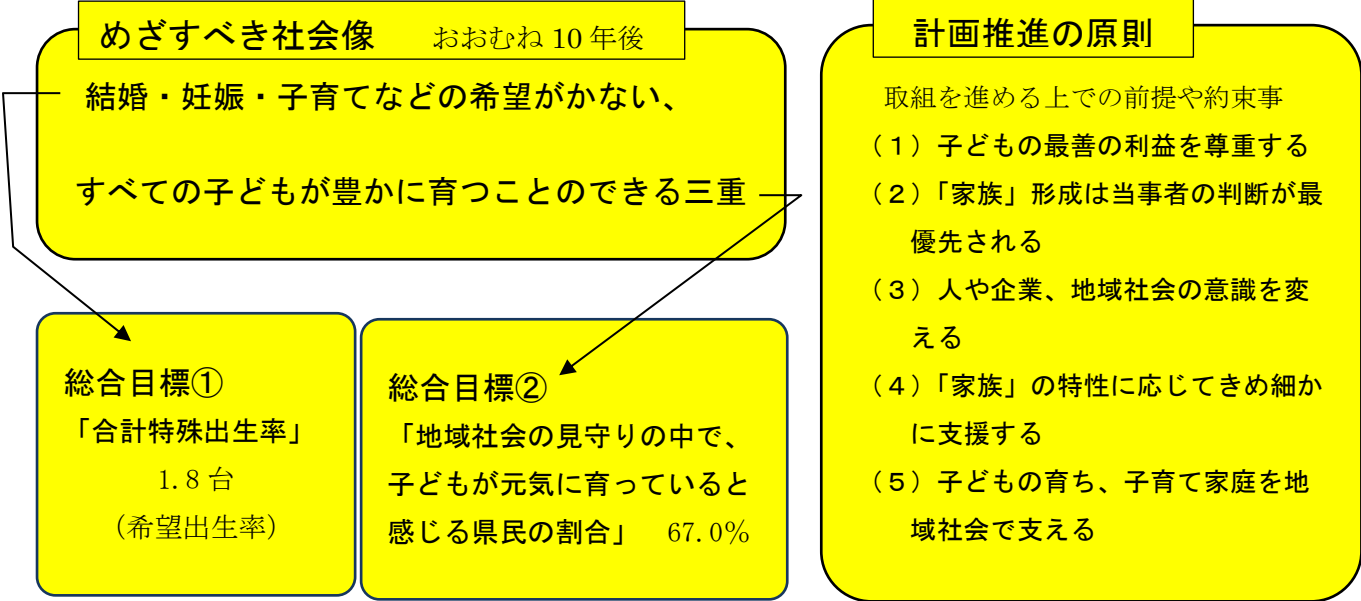 めざすべき社会像　おおむね 10 年後
結婚・妊娠・子育てなどの希望がかない、
すべての子どもが豊かに育つことのできる三重
総合目標①
「合計特殊出生率」
1.8 台
（希望出生率）
総合目標②
「地域社会の見守りの中で、
子どもが元気に育っていると
感じる県民の割合」　67.0％
計画推進の原則
取組を進める上での前提や約束事
（１）子どもの最善の利益を尊重する
（２）「家族」形成は当事者の判断が最
優先される
（３）人や企業、地域社会の意識を変
える
（４）「家族」の特性に応じてきめ細か
に支援する
（５）子どもの育ち、子育て家庭を地
域社会で支える